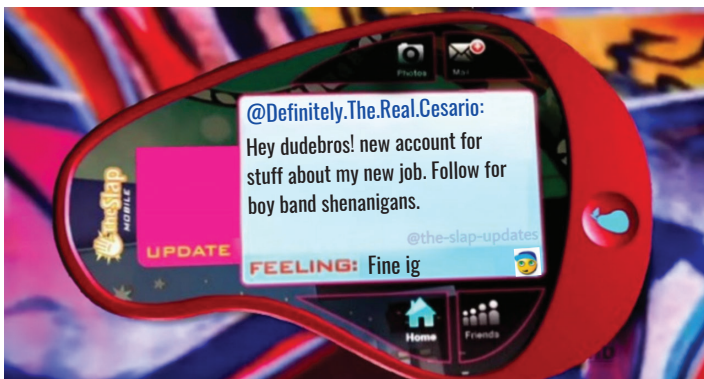 Photos
Mail
@Definitely.The.Real.Cesario:
Hey dudebros! new account for
stuff about my new job. Follow for
boy band shenanigans.
@the-slap-updates
FEELING: Fine ig
theSlap
MOBILE
UPDATE
Home
Friends